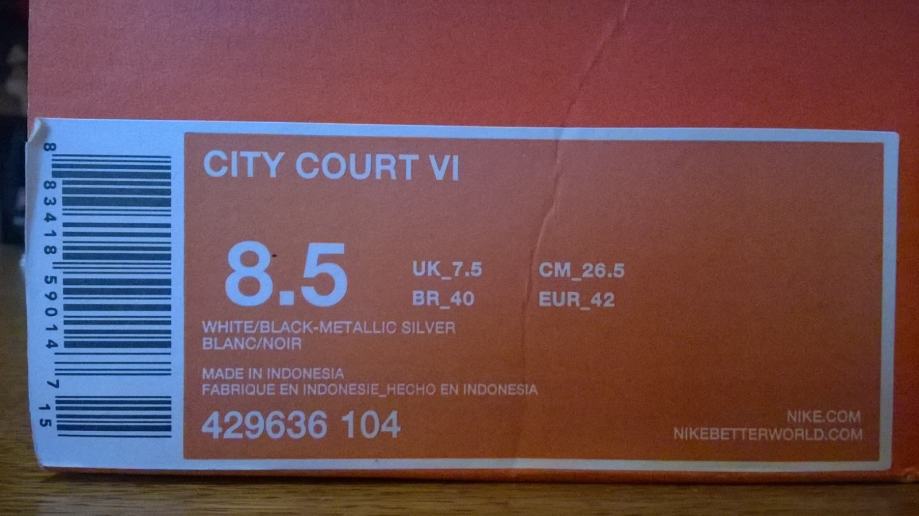 CITY COURT VI
8.5
UK_7.5 CM_26.5
BR_40 EUR_42
WHITE/BLACK-METALLIC SILVER
BLANC/NOIR
MADE IN INDONESIA
FABRIQUE EN INDONESIE_HECHO EN INDONESIA
429636 104
NIKE.COM
NIKEBETTERWORLD.COM
8 83418 59014 7 15